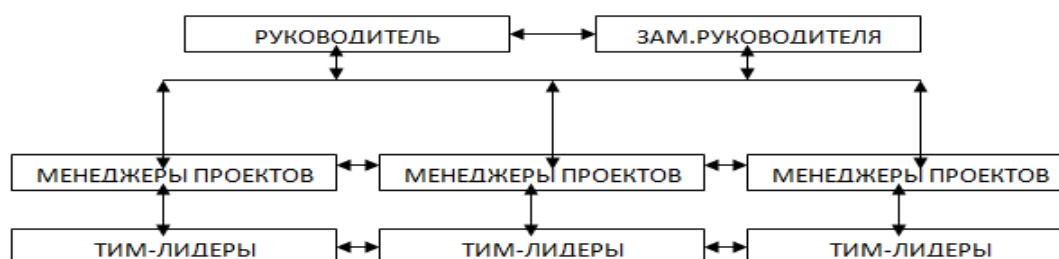 РУКОВОДИТЕЛЬ ЗАМ.РУКОВОДИТЕЛЯ
МЕНЕДЖЕРЫ ПРОЕКТОВ МЕНЕДЖЕРЫ ПРОЕКТОВ МЕНЕДЖЕРЫ ПРОЕКТОВ
ТИМ-ЛИДЕРЫ ТИМ-ЛИДЕРЫ ТИМ-ЛИДЕРЫ